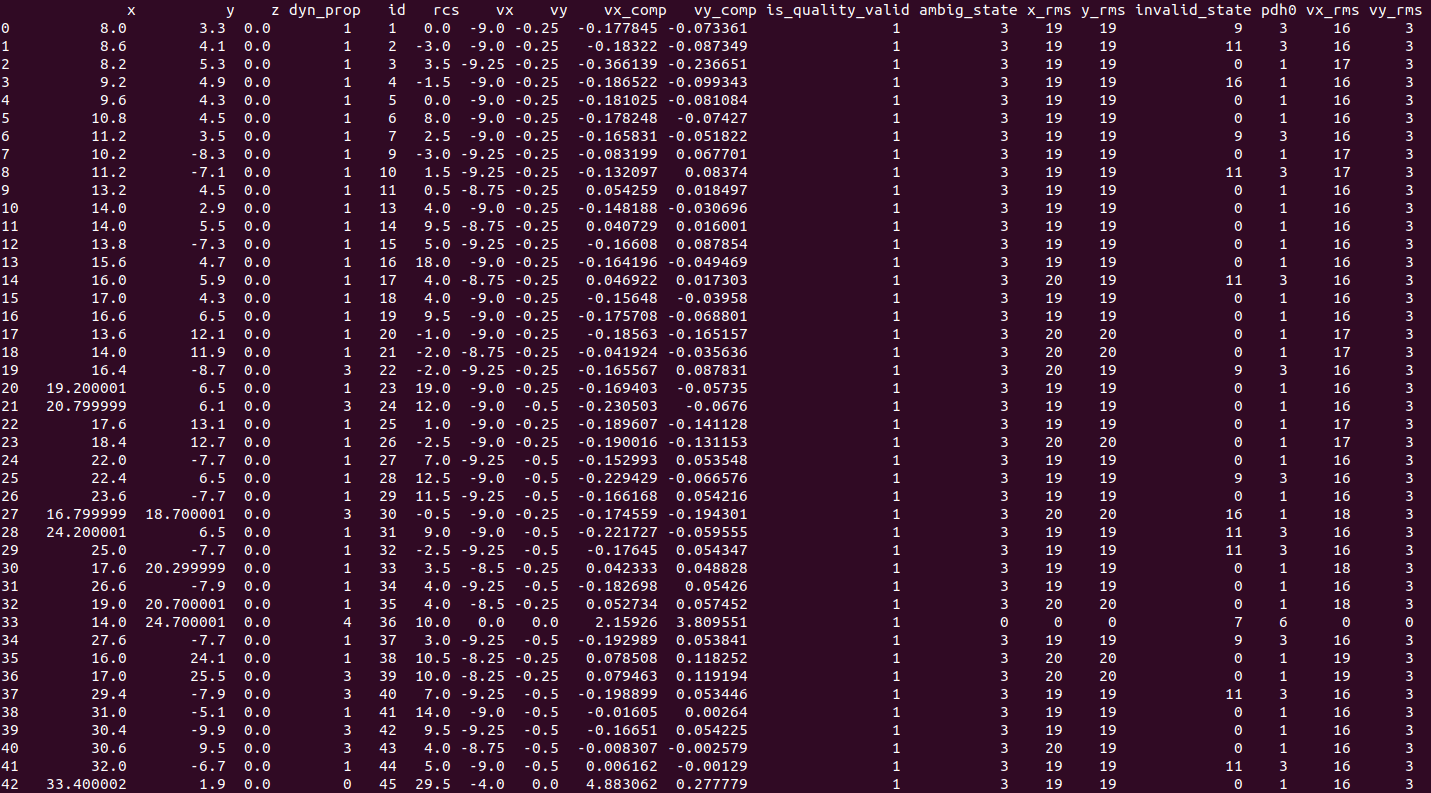 x y z dyn_prop id rcs vx vy vx_comp vy_comp is_quality_valid ambig_state x_rms y_rms invalid_state pdh0 vx_rms vy_rms
0 8.0 3.3 0.0 1 1 0.0 -9.0 -0.25 -0.177845 -0.073361 1 3 19 19 9 3 16 3
1 8.6 4.1 0.0 1 2 -3.0 -9.0 -0.25 -0.18322 -0.087349 1 3 19 19 11 3 16 3
2 8.2 5.3 0.0 1 3 3.5 -9.25 -0.25 -0.366139 -0.236651 1 3 19 19 0 1 17 3
3 9.2 4.9 0.0 1 4 -1.5 -9.0 -0.25 -0.186522 -0.099343 1 3 19 19 16 1 16 3
4 9.6 4.3 0.0 1 5 0.0 -9.0 -0.25 -0.181025 -0.081084 1 3 19 19 0 1 16 3
5 10.8 4.5 0.0 1 6 8.0 -9.0 -0.25 -0.178248 -0.07427 1 3 19 19 0 1 16 3
6 11.2 3.5 0.0 1 7 2.5 -9.0 -0.25 -0.165831 -0.051822 1 3 19 19 9 3 16 3
7 10.2 -8.3 0.0 1 9 -3.0 -9.25 -0.25 -0.083199 0.067701 1 3 19 19 0 1 17 3
8 11.2 -7.1 0.0 1 10 1.5 -9.25 -0.25 -0.132097 0.08374 1 3 19 19 11 3 17 3
9 13.2 4.5 0.0 1 11 0.5 -8.75 -0.25 0.054259 0.018497 1 3 19 19 0 1 16 3
10 14.0 2.9 0.0 1 13 4.0 -9.0 -0.25 -0.148188 -0.030696 1 3 19 19 0 1 16 3
11 14.0 5.5 0.0 1 14 9.5 -8.75 -0.25 0.040729 0.016001 1 3 19 19 0 1 16 3
12 13.8 -7.3 0.0 1 15 5.0 -9.25 -0.25 -0.16608 0.087854 1 3 19 19 0 1 16 3
13 15.6 4.7 0.0 1 16 18.0 -9.0 -0.25 -0.164196 -0.049469 1 3 19 19 0 1 16 3
14 16.0 5.9 0.0 1 17 4.0 -8.75 -0.25 0.046922 0.017303 1 3 20 19 11 3 16 3
15 17.0 4.3 0.0 1 18 4.0 -9.0 -0.25 -0.15648 -0.03958 1 3 19 19 0 1 16 3
16 16.6 6.5 0.0 1 19 9.5 -9.0 -0.25 -0.175708 -0.068801 1 3 19 19 0 1 16 3
17 13.6 12.1 0.0 1 20 -1.0 -9.0 -0.25 -0.18563 -0.165157 1 3 20 20 0 1 17 3
18 14.0 11.9 0.0 1 21 -2.0 -8.75 -0.25 -0.041924 -0.035636 1 3 20 20 0 1 17 3
19 16.4 -8.7 0.0 3 22 -2.0 -9.25 -0.25 -0.165567 0.087831 1 3 20 19 9 3 16 3
20 19.200001 6.5 0.0 1 23 19.0 -9.0 -0.25 -0.169403 -0.05735 1 3 19 19 0 1 16 3
21 20.799999 6.1 0.0 3 24 12.0 -9.0 -0.5 -0.230503 -0.0676 1 3 19 19 0 1 16 3
22 17.6 13.1 0.0 1 25 1.0 -9.0 -0.25 -0.189607 -0.141128 1 3 19 19 0 1 17 3
23 18.4 12.7 0.0 1 26 -2.5 -9.0 -0.25 -0.190016 -0.131153 1 3 20 20 0 1 17 3
24 22.0 -7.7 0.0 1 27 7.0 -9.25 -0.5 -0.152993 0.053548 1 3 19 19 0 1 16 3
25 22.4 6.5 0.0 1 28 12.5 -9.0 -0.5 -0.229429 -0.066576 1 3 19 19 9 3 16 3
26 23.6 -7.7 0.0 1 29 11.5 -9.25 -0.5 -0.166168 0.054216 1 3 19 19 0 1 16 3
27 16.799999 18.700001 0.0 3 30 -0.5 -9.0 -0.25 -0.174559 -0.194301 1 3 20 20 16 1 18 3
28 24.200001 6.5 0.0 1 31 9.0 -9.0 -0.5 -0.221727 -0.059555 1 3 19 19 11 3 16 3
29 25.0 -7.7 0.0 1 32 -2.5 -9.25 -0.5 -0.17645 0.054347 1 3 19 19 11 3 16 3
30 17.6 20.299999 0.0 1 33 3.5 -8.5 -0.25 0.042333 0.048828 1 3 19 19 0 1 18 3
31 26.6 -7.9 0.0 1 34 4.0 -9.25 -0.5 -0.182698 0.05426 1 3 19 19 0 1 16 3
32 19.0 20.700001 0.0 1 35 4.0 -8.5 -0.25 0.052734 0.057452 1 3 20 20 0 1 18 3
33 14.0 24.700001 0.0 4 36 10.0 0.0 0.0 2.15926 3.809551 1 0 0 0 7 6 0 0
34 27.6 -7.7 0.0 1 37 3.0 -9.25 -0.5 -0.192989 0.053841 1 3 19 19 9 3 16 3
35 16.0 24.1 0.0 1 38 10.5 -8.25 -0.25 0.078508 0.118252 1 3 20 20 0 1 19 3
36 17.0 25.5 0.0 3 39 10.0 -8.25 -0.25 0.079463 0.119194 1 3 20 20 0 1 19 3
37 29.4 -7.9 0.0 3 40 7.0 -9.25 -0.5 -0.198899 0.053446 1 3 19 19 11 3 16 3
38 31.0 -5.1 0.0 1 41 14.0 -9.0 -0.5 -0.01605 0.00264 1 3 19 19 0 1 16 3
39 30.4 -9.9 0.0 3 42 9.5 -9.25 -0.5 -0.16651 0.054225 1 3 19 19 0 1 16 3
40 30.6 9.5 0.0 3 43 4.0 -8.75 -0.5 -0.008307 -0.002579 1 3 20 19 0 1 16 3
41 32.0 -6.7 0.0 1 44 5.0 -9.0 -0.5 0.006162 -0.00129 1 3 19 19 11 3 16 3
42 33.400002 1.9 0.0 0 45 29.5 -4.0 0.0 4.883062 0.277779 1 3 19 19 0 1 16 3